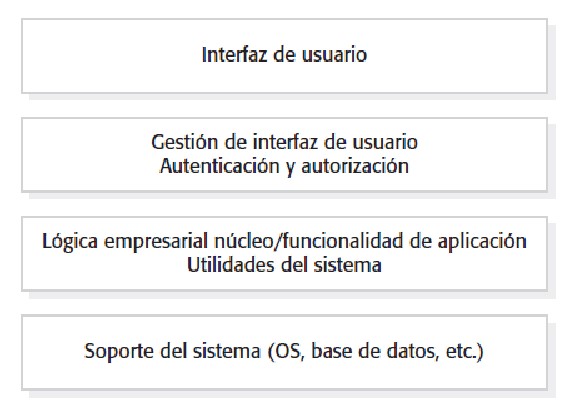 Interfaz de usuario
Gestión de interfaz de usuario
Autenticación y autorización
Lógica empresarial núcleo/funcionalidad de aplicación
Utilidades del sistema
Soporte del sistema (OS, base de datos, etc.)